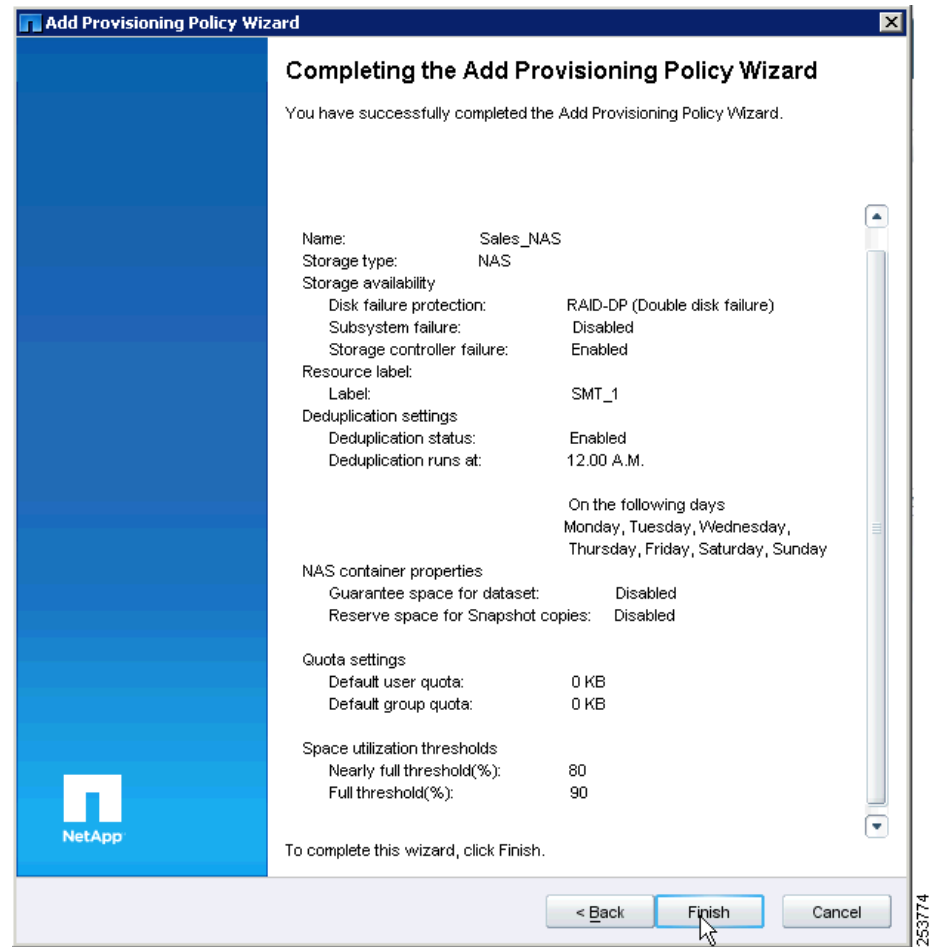 Add Provisioning Policy Wizard
Completing the Add Provisioning Policy Wizard
You have successfully completed the Add Provisioning Policy Wizard.
Name: Sales_NAS
Storage type: NAS
Storage availability
Disk failure protection: RAID-DP (Double disk failure)
Subsystem failure: Disabled
Storage controller failure: Enabled
Resource label:
Label: SMT_1
Deduplication settings
Deduplication status: Enabled
Deduplication runs at: 12.00 A.M.
On the following days
Monday, Tuesday, Wednesday,
Thursday, Friday, Saturday, Sunday
NAS container properties
Guarantee space for dataset: Disabled
Reserve space for Snapshot copies: Disabled
Quota settings
Default user quota: 0 KB
Default group quota: 0 KB
Space utilization thresholds
Nearly full threshold(%): 80
Full threshold(%): 90
NetApp
To complete this wizard, click Finish.
< Back Finish Cancel
253774